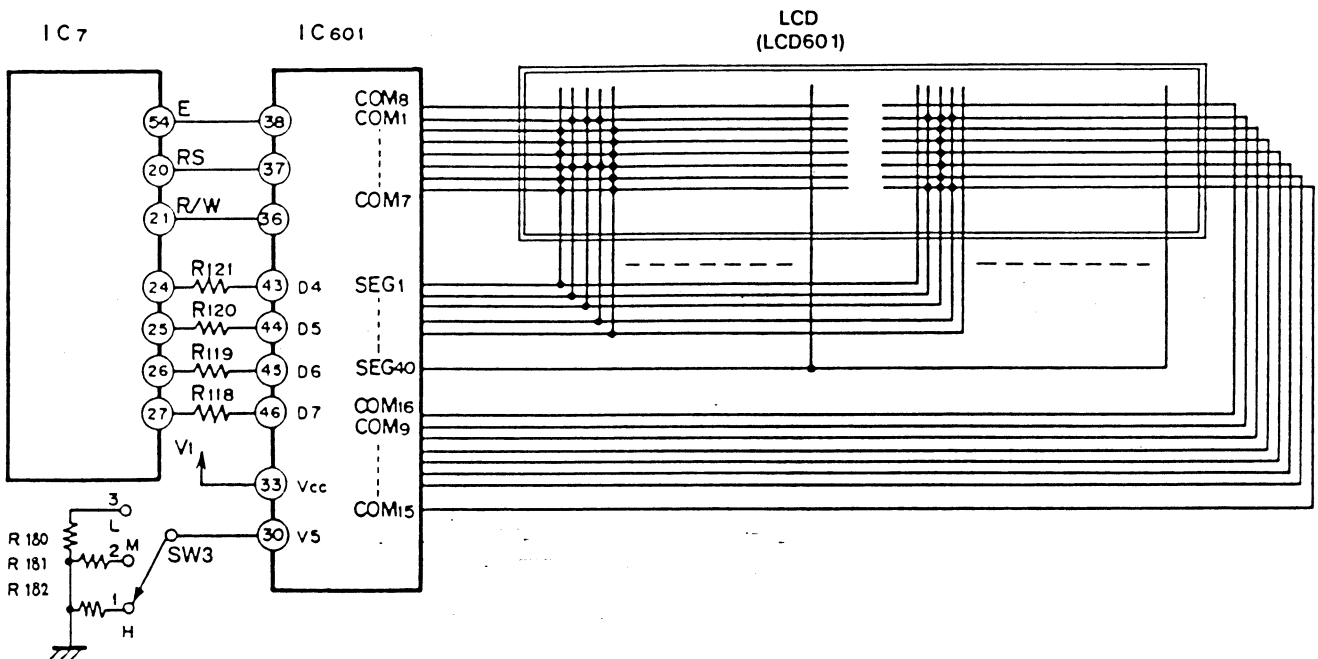 IC7
IC601
LCD
(LCD601)
54 E 38
20 RS 37
21 R/W 36
24 R121 43 D4
25 R120 44 D5
26 R119 45 D6
27 R118 46 D7
V1 33 Vcc
30 V5
COM8
COM1
COM7
SEG1
SEG40
COM16
COM9
COM15
SW3
3
L
R180
2 M
R181
R182
1
H